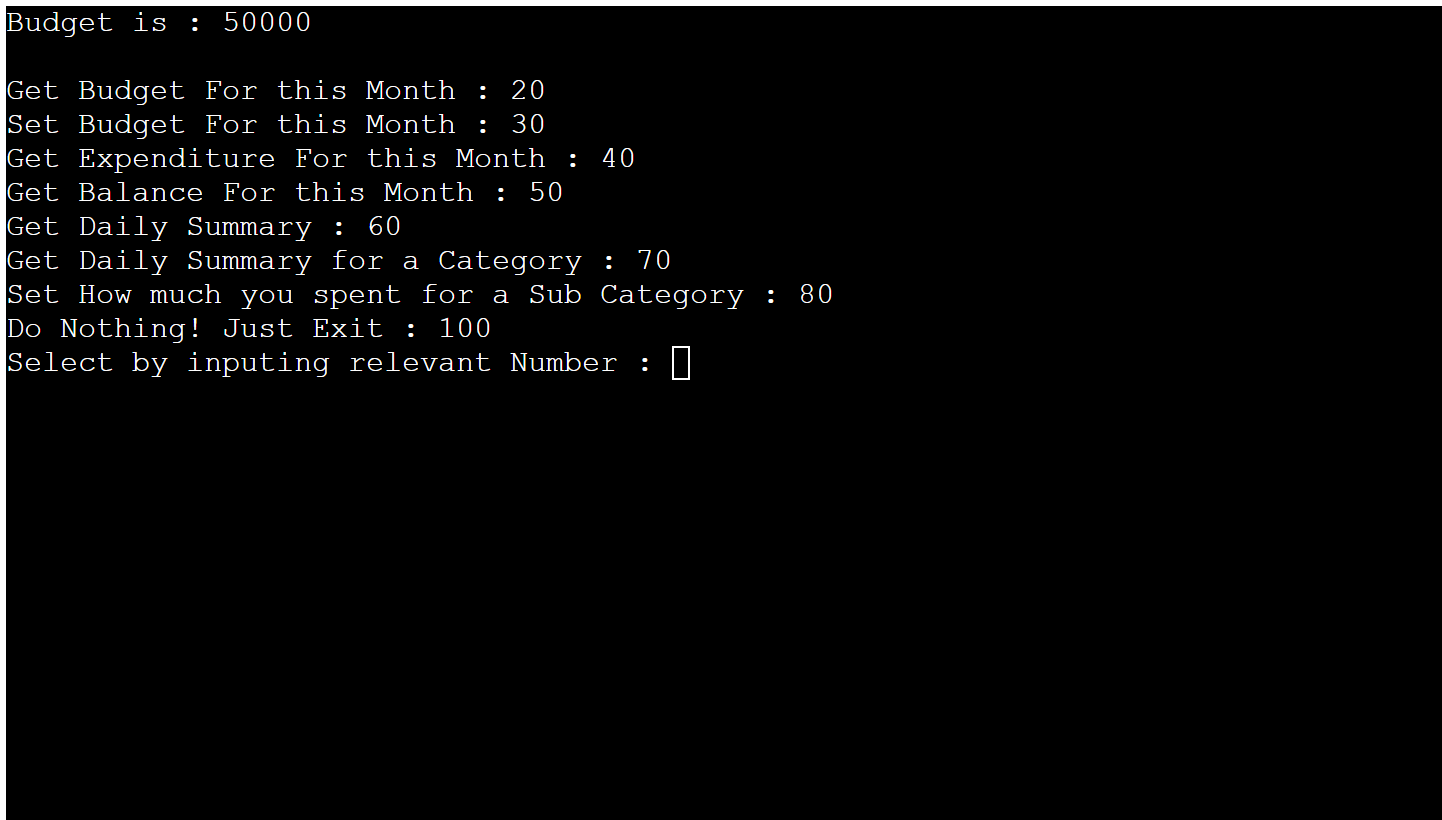 Budget is : 50000
Get Budget For this Month : 20
Set Budget For this Month : 30
Get Expenditure For this Month : 40
Get Balance For this Month : 50
Get Daily Summary : 60
Get Daily Summary for a Category : 70
Set How much you spent for a Sub Category : 80
Do Nothing! Just Exit : 100
Select by inputing relevant Number :